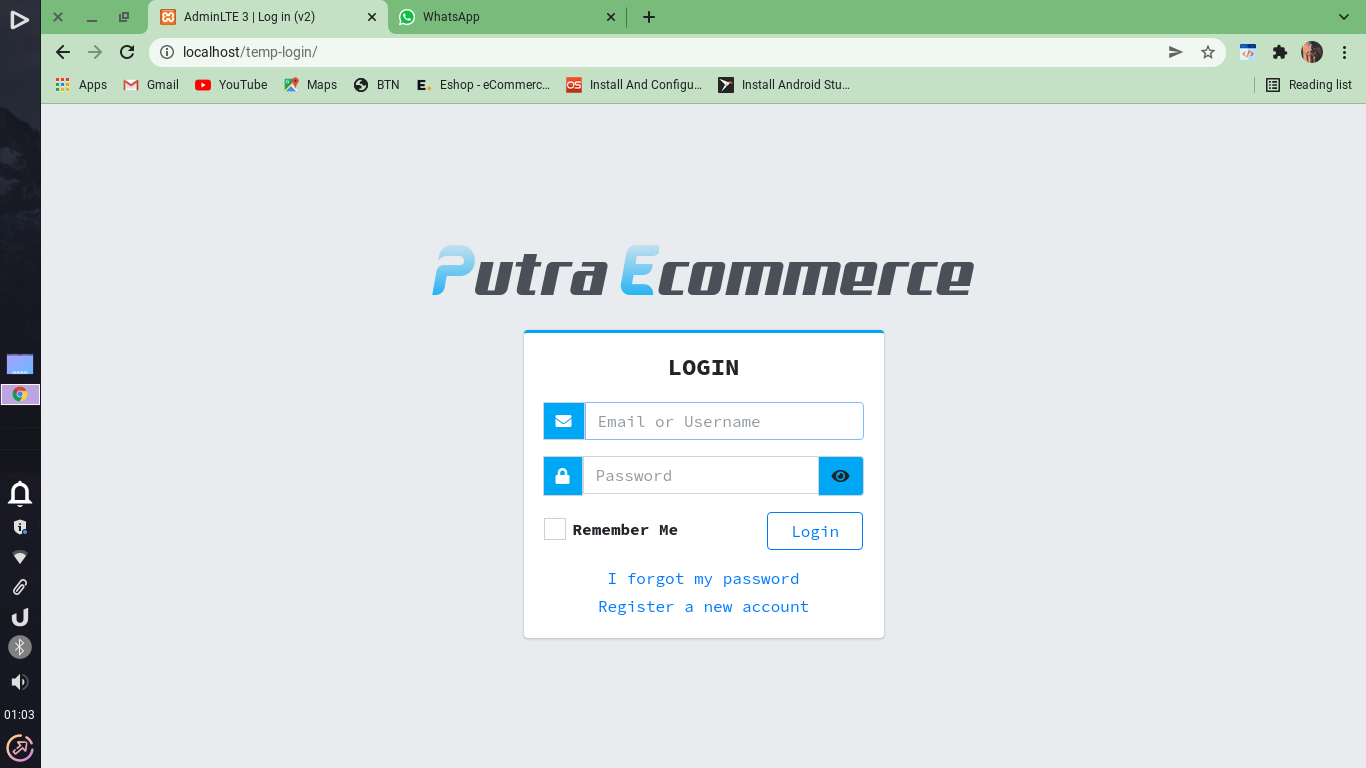 AdminLTE 3 | Log in (v2)
WhatsApp
localhost/temp-login/
Apps
Gmail
YouTube
Maps
BTN
E. Eshop - eCommerc...
OS Install And Configu...
Install Android Stu...
Reading list
Putra Ecommerce
LOGIN
Email or Username
Password
Remember Me
Login
I forgot my password
Register a new account
01:03